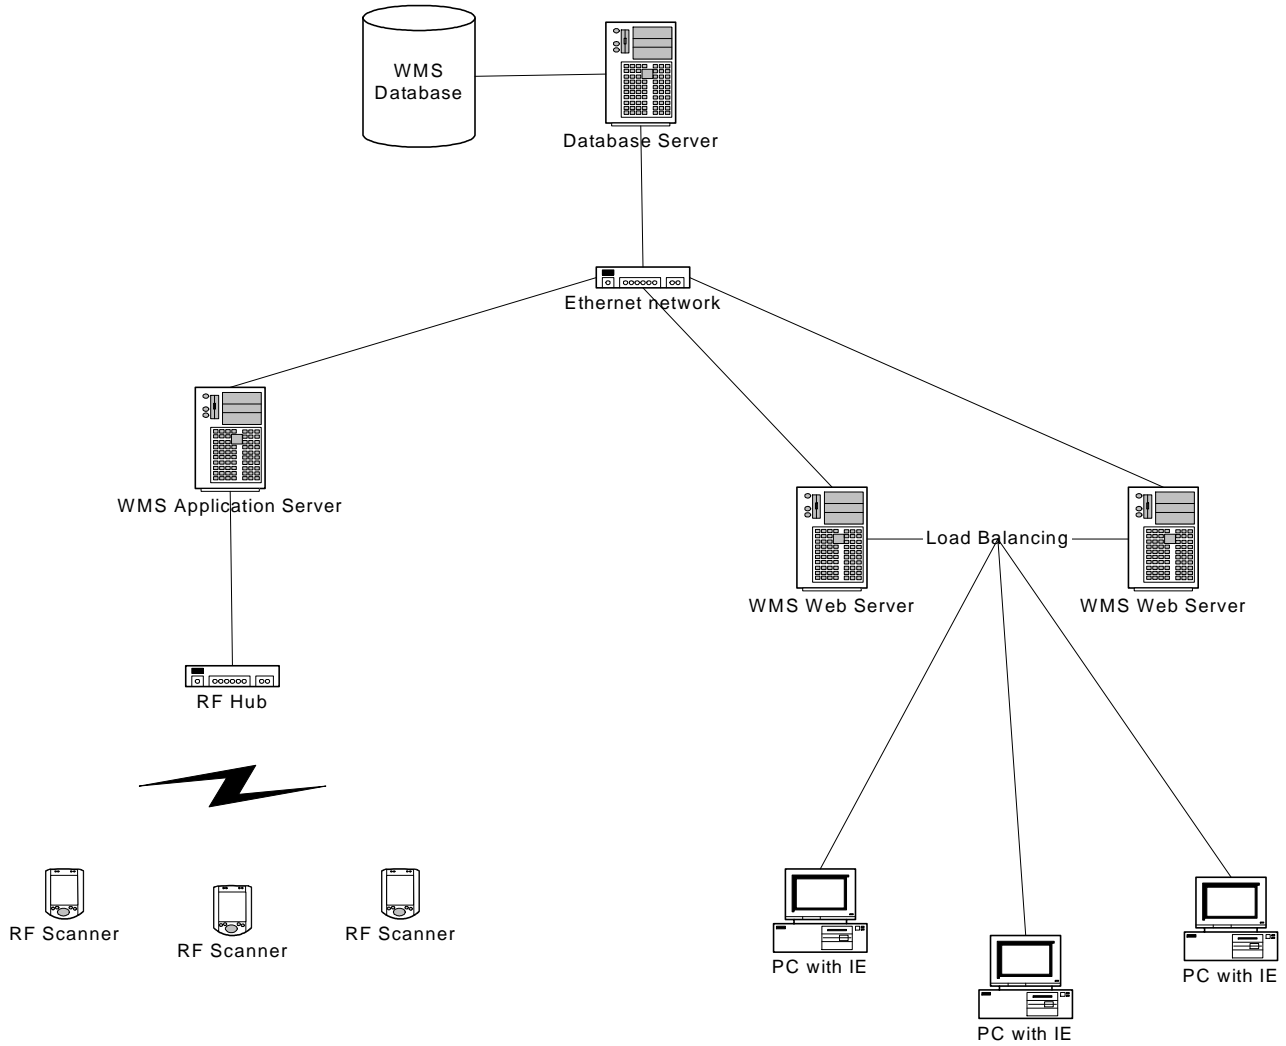 WMS
Database
Database Server
Ethernet network
WMS Application Server
Load Balancing
WMS Web Server
WMS Web Server
RF Hub
RF Scanner
RF Scanner
RF Scanner
PC with IE
PC with IE
PC with IE